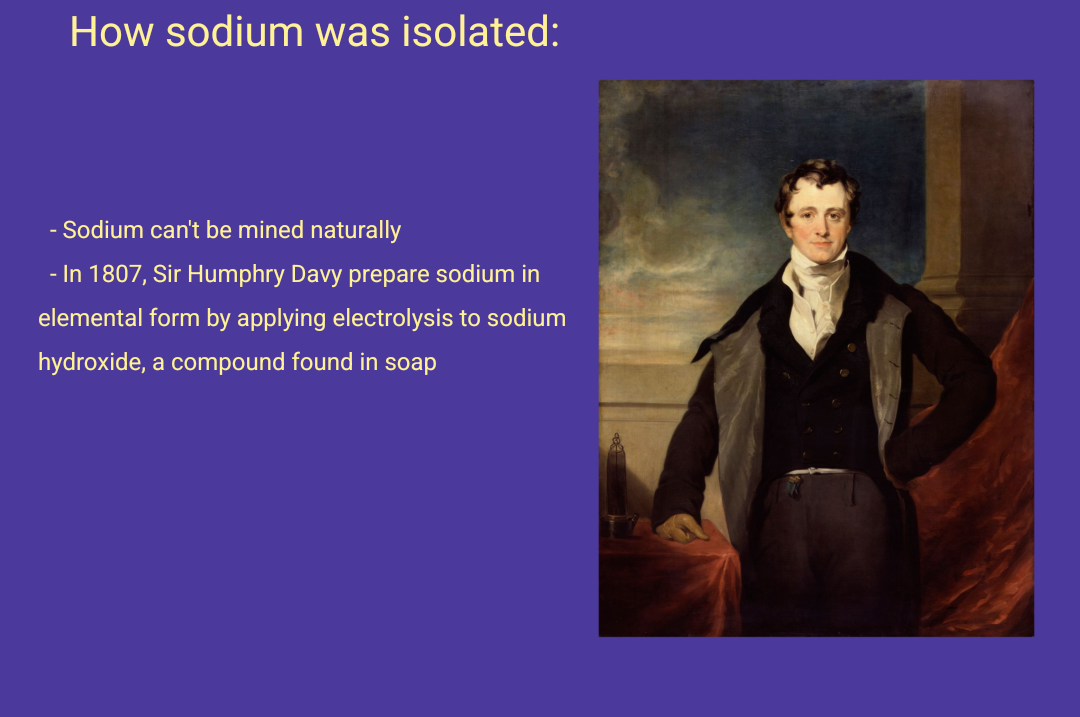 How sodium was isolated:
- Sodium can't be mined naturally
- In 1807, Sir Humphry Davy prepare sodium in
elemental form by applying electrolysis to sodium
hydroxide, a compound found in soap